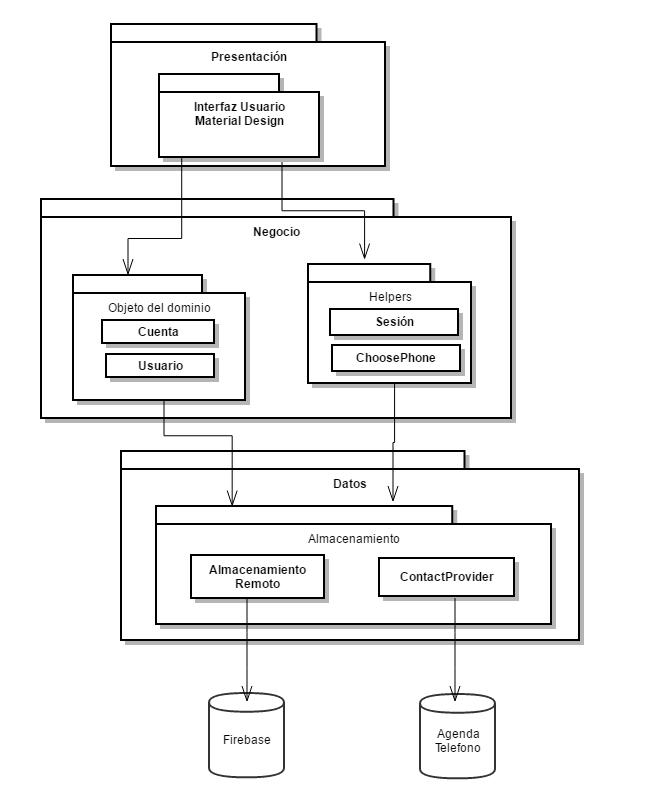 Presentación
Interfaz Usuario
Material Design
Negocio
Objeto del dominio
Cuenta
Usuario
Helpers
Sesión
ChoosePhone
Datos
Almacenamiento
Almacenamiento
Remoto
ContactProvider
Firebase
Agenda
Telefono